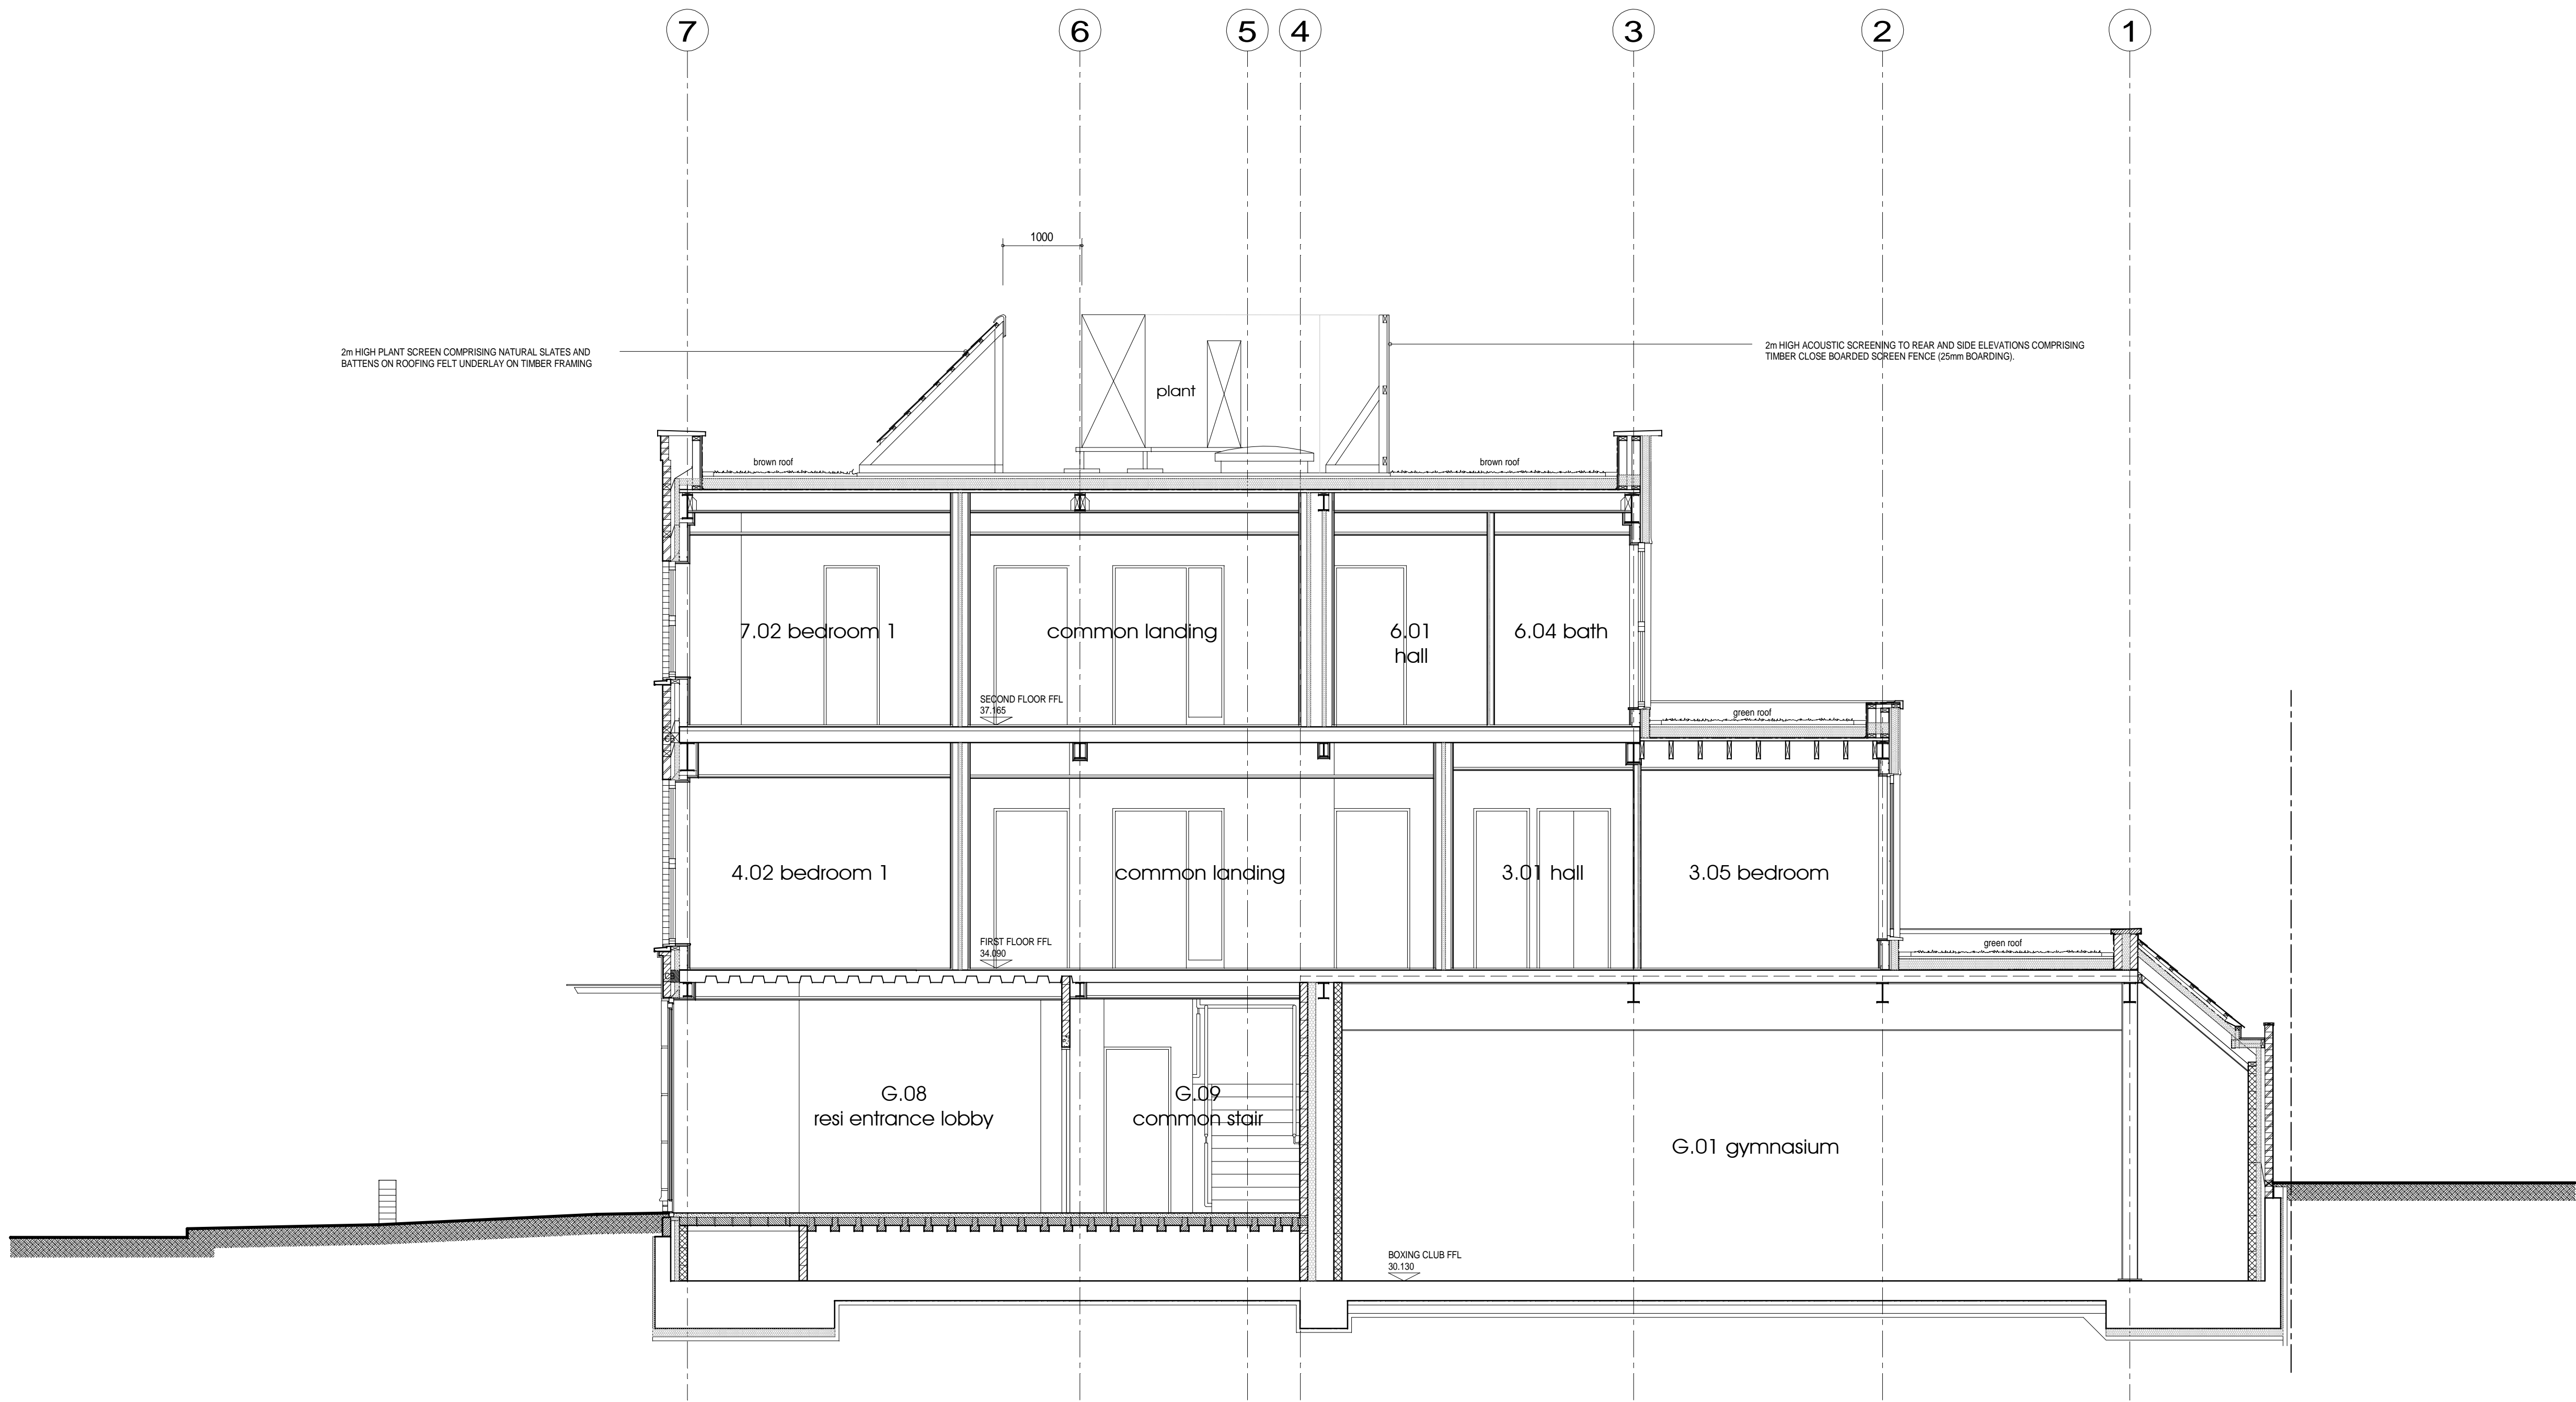 7 6 5 4 3 2 1
1000
2m HIGH PLANT SCREEN COMPRISING NATURAL SLATES AND
BATTENS ON ROOFING FELT UNDERLAY ON TIMBER FRAMING
2m HIGH ACOUSTIC SCREENING TO REAR AND SIDE ELEVATIONS COMPRISING
TIMBER CLOSE BOARDED SCREEN FENCE (25mm BOARDING).
plant
brown roof
brown roof
7.02 bedroom 1
common landing
6.01
hall
6.04 bath
SECOND FLOOR FFL
37.165
green roof
4.02 bedroom 1
common landing
3.01 hall
3.05 bedroom
FIRST FLOOR FFL
34.090
green roof
G.08
resi entrance lobby
G.09
common stair
G.01 gymnasium
BOXING CLUB FFL
30.130